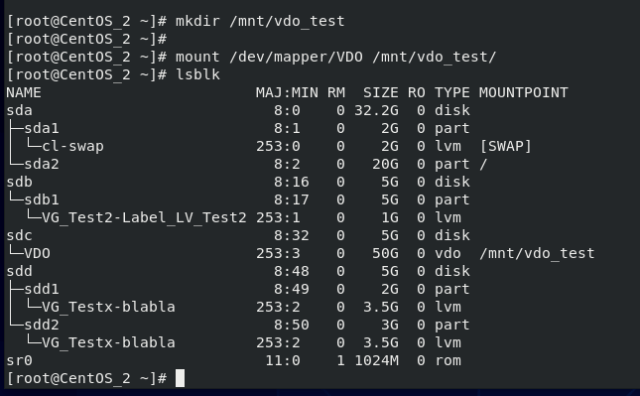 [root@CentOS_2 ~]# mkdir /mnt/vdo_test
[root@CentOS_2 ~]#
[root@CentOS_2 ~]# mount /dev/mapper/VDO /mnt/vdo_test/
[root@CentOS_2 ~]# lsblk
NAME                         MAJ:MIN RM  SIZE RO TYPE MOUNTPOINT
sda                            8:0    0 32.2G  0 disk
├─sda1                         8:1    0    2G  0 part
│ └─cl-swap                  253:0    0    2G  0 lvm  [SWAP]
└─sda2                         8:2    0   20G  0 part /
sdb                            8:16   0    5G  0 disk
└─sdb1                         8:17   0    5G  0 part
  └─VG_Test2-Label_LV_Test2 253:1    0    1G  0 lvm
sdc                            8:32   0    5G  0 disk
└─VDO                        253:3    0   50G  0 vdo  /mnt/vdo_test
sdd                            8:48   0    5G  0 disk
├─sdd1                         8:49   0    2G  0 part
│ └─VG_Testx-blabla          253:2    0  3.5G  0 lvm
└─sdd2                         8:50   0    3G  0 part
  └─VG_Testx-blabla          253:2    0  3.5G  0 lvm
sr0                           11:0    1 1024M  0 rom
[root@CentOS_2 ~]#